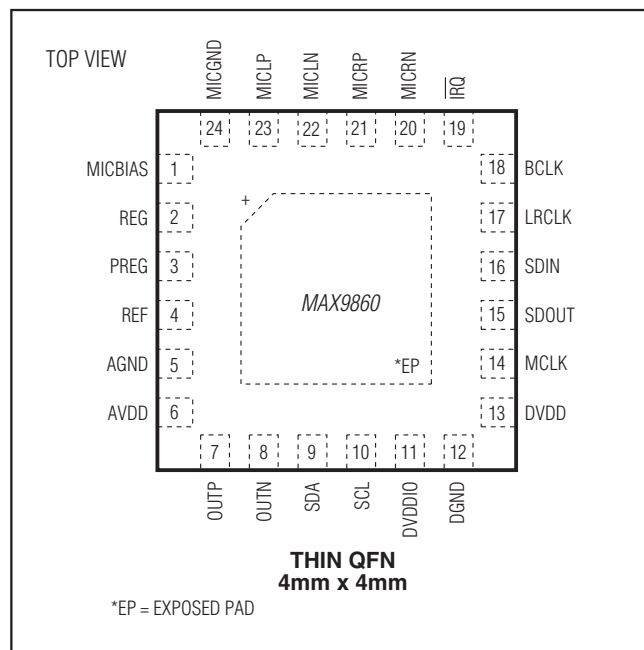 TOP VIEW
MICGND
MICLP
MICLN
MICRP
MICRN
IRQ
24
23
22
21
20
19
MICBIAS 1
REG 2
PREG 3
REF 4
AGND 5
AVDD 6
18 BCLK
17 LRCLK
16 SDIN
15 SDOUT
14 MCLK
13 DVDD
+
MAX9860
*EP
7
8
9
10
11
12
OUTP
OUTN
SDA
SCL
DVDDIO
DGND
THIN QFN
4mm x 4mm
*EP = EXPOSED PAD